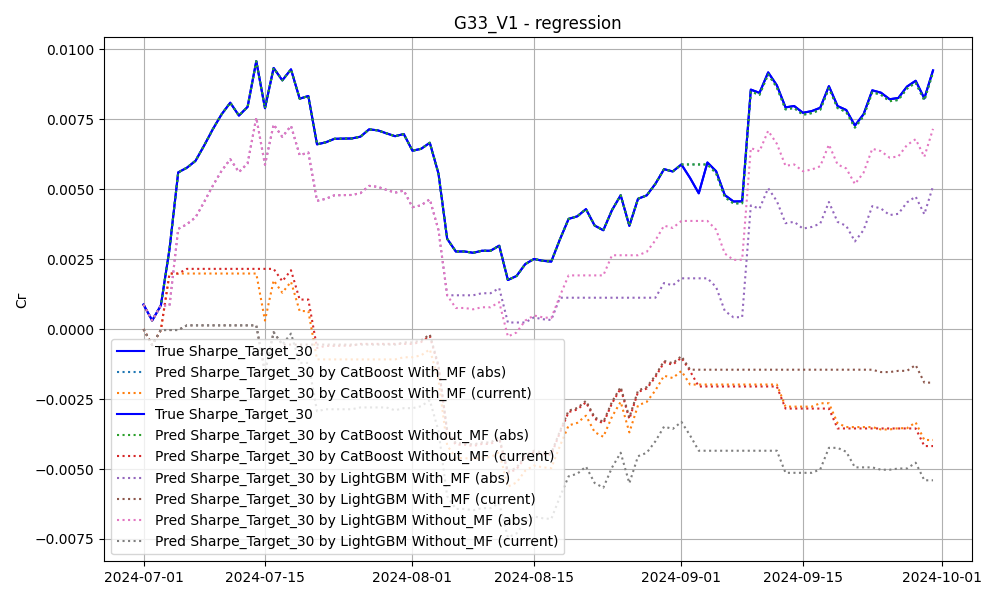 G33_V1 - regression
0.0100
0.0075
0.0050
0.0025
0.0000
−0.0025
−0.0050
−0.0075
Cr
True Sharpe_Target_30
Pred Sharpe_Target_30 by CatBoost With_MF (abs)
Pred Sharpe_Target_30 by CatBoost With_MF (current)
True Sharpe_Target_30
Pred Sharpe_Target_30 by CatBoost Without_MF (abs)
Pred Sharpe_Target_30 by CatBoost Without_MF (current)
Pred Sharpe_Target_30 by LightGBM With_MF (abs)
Pred Sharpe_Target_30 by LightGBM With_MF (current)
Pred Sharpe_Target_30 by LightGBM Without_MF (abs)
Pred Sharpe_Target_30 by LightGBM Without_MF (current)
2024-07-01 2024-07-15 2024-08-01 2024-08-15 2024-09-01 2024-09-15 2024-10-01